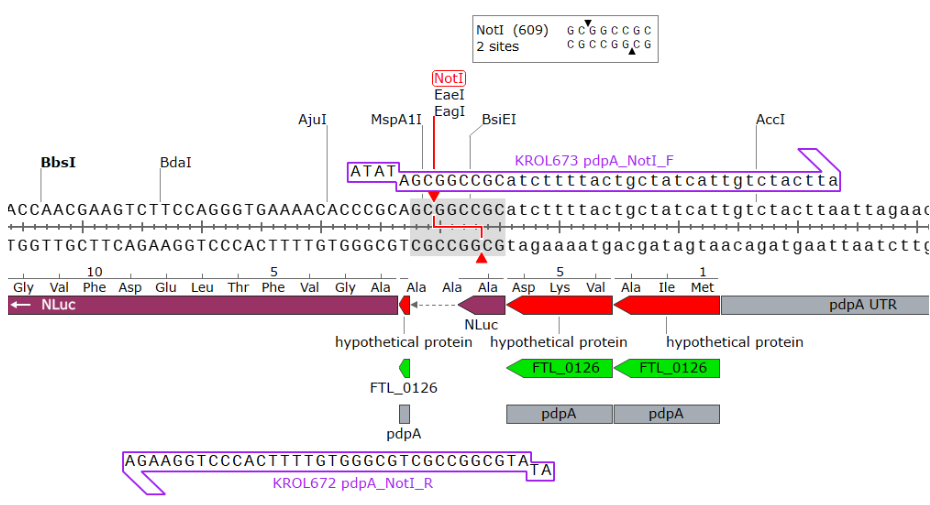 NotI (609)
GCGGCCGC
2 sites
CGCCGGCG
NotI
EaeI
EagI
AjuI
MspA1I
BsiEI
AccI
BbsI
BdaI
KROL673 pdpA_NotI_F
ATAT
AGCGGCCGCatcttttactgctatcattgtctactta
ACCAACGAAGTCTTCCAGGGTGAAAACACCCGCAGCGGCCGCatcttttactgctatcattgtctacttaattagaac
TGGTTGCTTCAGAAGGTCCCACTTTTGTGGGCGTCGCCGGCGtagaaaatgacgatagtaacagatgaattaatcttg
10 5 5 1
Gly Val Phe Asp Glu Leu Thr Phe Val Gly Ala Ala Ala Ala Asp Lys Val Ala Ile Met
NLuc
pdpA UTR
NLuc
hypothetical protein
hypothetical protein
hypothetical protein
FTL_0126
FTL_0126
FTL_0126
pdpA
pdpA
pdpA
AGAAGGTCCCACTTTTGTGGGCGTCGCCGGCGTA
TA
KROL672 pdpA_NotI_R